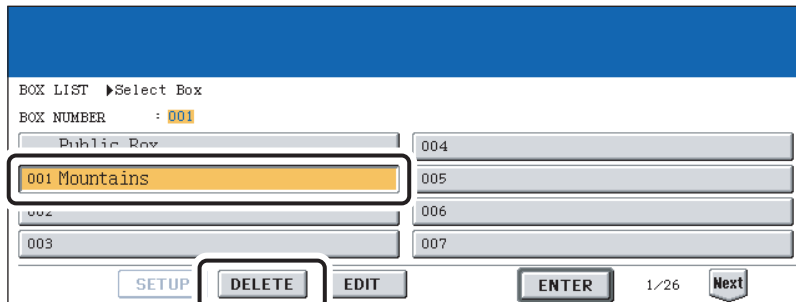 BOX LIST ▶Select Box
BOX NUMBER : 001
Public Box
004
001 Mountains
005
002
006
003
007
SETUP DELETE EDIT ENTER 1/26 Next